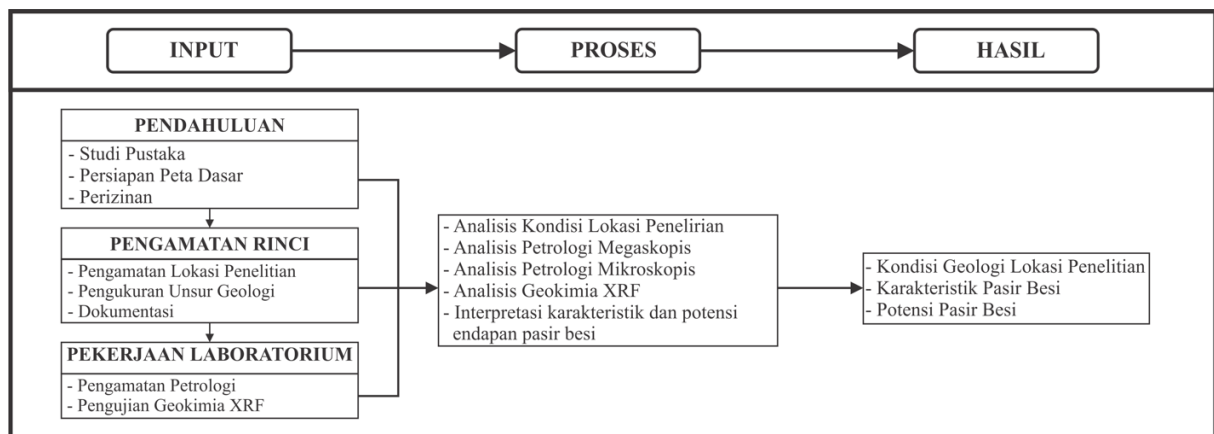 INPUT
PROSES
HASIL
PENDAHULUAN
- Studi Pustaka
- Persiapan Peta Dasar
- Perizinan
PENGAMATAN RINCI
- Pengamatan Lokasi Penelitian
- Pengukuran Unsur Geologi
- Dokumentasi
PEKERJAAN LABORATORIUM
- Pengamatan Petrologi
- Pengujian Geokimia XRF
- Analisis Kondisi Lokasi Penelirian
- Analisis Petrologi Megaskopis
- Analisis Petrologi Mikroskopis
- Analisis Geokimia XRF
- Interpretasi karakteristik dan potensi
endapan pasir besi
- Kondisi Geologi Lokasi Penelitian
- Karakteristik Pasir Besi
- Potensi Pasir Besi